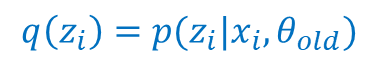 q(z_i) = p(z_i|x_i, θ_old)